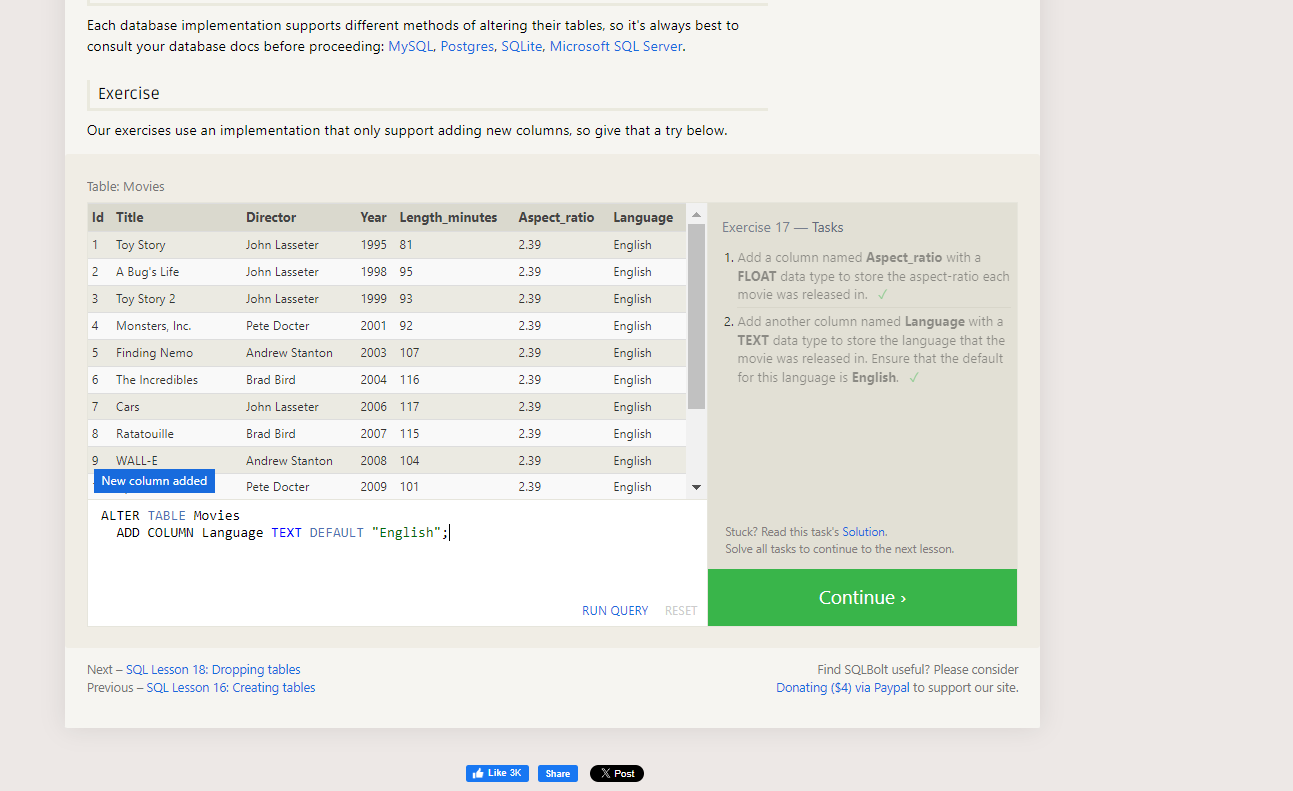 Each database implementation supports different methods of altering their tables, so it's always best to
consult your database docs before proceeding: MySQL, Postgres, SQLite, Microsoft SQL Server.
Exercise
Our exercises use an implementation that only support adding new columns, so give that a try below.
Table: Movies
Id Title Director Year Length_minutes Aspect_ratio Language
1 Toy Story John Lasseter 1995 81 2.39 English
2 A Bug's Life John Lasseter 1998 95 2.39 English
3 Toy Story 2 John Lasseter 1999 93 2.39 English
4 Monsters, Inc. Pete Docter 2001 92 2.39 English
5 Finding Nemo Andrew Stanton 2003 107 2.39 English
6 The Incredibles Brad Bird 2004 116 2.39 English
7 Cars John Lasseter 2006 117 2.39 English
8 Ratatouille Brad Bird 2007 115 2.39 English
9 WALL-E Andrew Stanton 2008 104 2.39 English
Pete Docter 2009 101 2.39 English
New column added
ALTER TABLE Movies
ADD COLUMN Language TEXT DEFAULT "English";
RUN QUERY RESET
Exercise 17 — Tasks
1. Add a column named Aspect_ratio with a
FLOAT data type to store the aspect-ratio each
movie was released in. ✓
2. Add another column named Language with a
TEXT data type to store the language that the
movie was released in. Ensure that the default
for this language is English. ✓
Stuck? Read this task's Solution.
Solve all tasks to continue to the next lesson.
Continue ›
Next – SQL Lesson 18: Dropping tables
Previous – SQL Lesson 16: Creating tables
Find SQLBolt useful? Please consider
Donating ($4) via Paypal to support our site.
Like 3K Share X Post